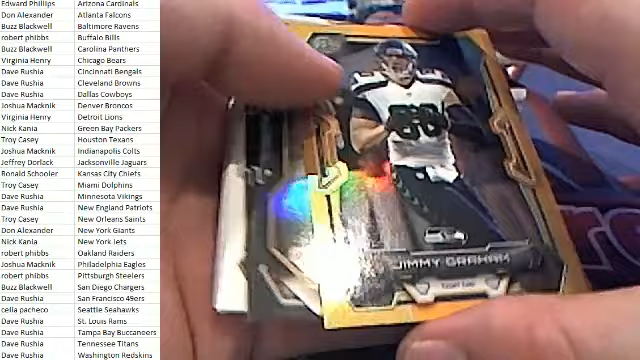 Edward Phillips Arizona Cardinals
Don Alexander Atlanta Falcons
Buzz Blackwell Baltimore Ravens
robert phibbs Buffalo Bills
Buzz Blackwell Carolina Panthers
Virginia Henry Chicago Bears
Dave Rushia Cincinnati Bengals
Dave Rushia Cleveland Browns
Dave Rushia Dallas Cowboys
Joshua Macknik Denver Broncos
Virginia Henry Detroit Lions
Nick Kania Green Bay Packers
Troy Casey Houston Texans
Joshua Macknik Indianapolis Colts
Jeffrey Dorlack Jacksonville Jaguars
Ronald Schooler Kansas City Chiefs
Troy Casey Miami Dolphins
Dave Rushia Minnesota Vikings
Dave Rushia New England Patriots
Troy Casey New Orleans Saints
Don Alexander New York Giants
Nick Kania New York Jets
robert phibbs Oakland Raiders
Joshua Macknik Philadelphia Eagles
robert phibbs Pittsburgh Steelers
Buzz Blackwell San Diego Chargers
Dave Rushia San Francisco 49ers
celia pacheco Seattle Seahawks
Dave Rushia St. Louis Rams
Dave Rushia Tampa Bay Buccaneers
Dave Rushia Tennessee Titans
Dave Rushia Washington Redskins
JIMMY GRAHAM